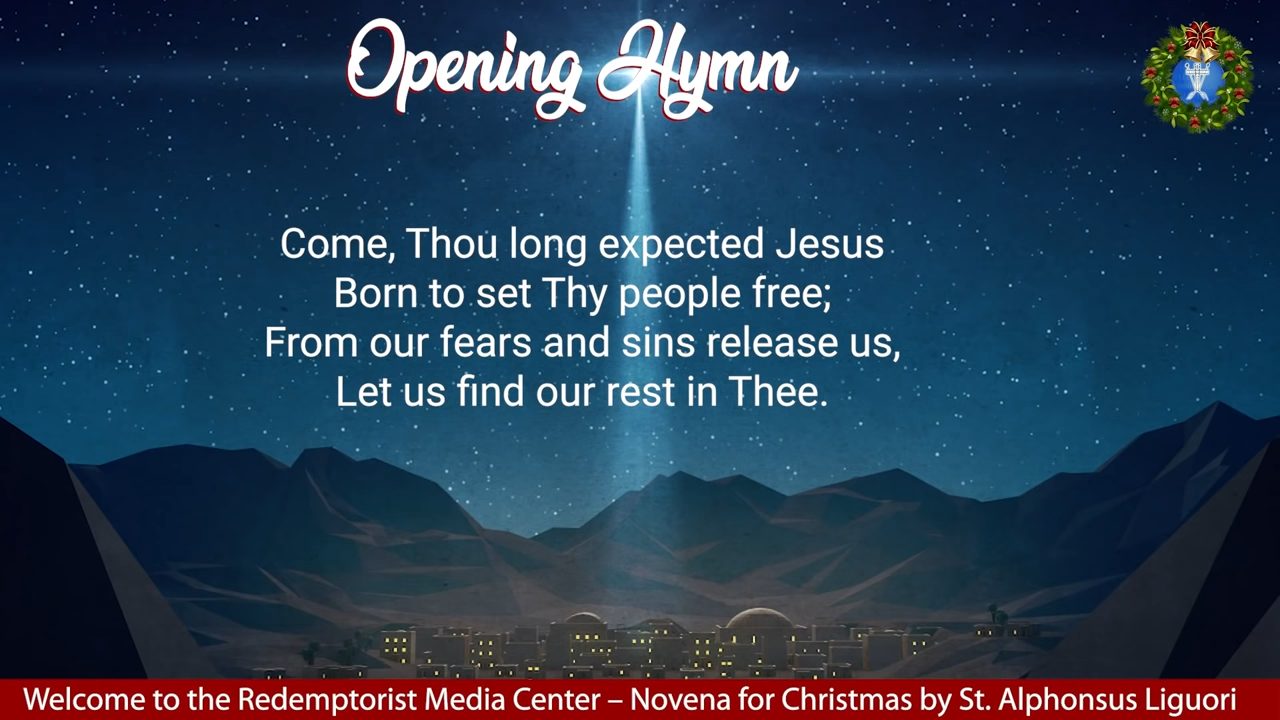 Opening Hymn
Come, Thou long expected Jesus
Born to set Thy people free;
From our fears and sins release us,
Let us find our rest in Thee.
Welcome to the Redemptorist Media Center – Novena for Christmas by St. Alphonsus Liguori